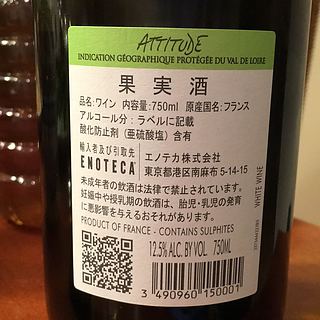 ATTITUDE
INDICATION GÉOGRAPHIQUE PROTÉGÉE DU VAL DE LOIRE
果実酒
品名:ワイン 内容量:750ml 原産国名:フランス
アルコール分:ラベルに記載
酸化防止剤(亜硫酸塩)含有
輸入者及び引取先
ENOTECA
エノテカ株式会社
東京都港区南麻布 5-14-15
未成年者の飲酒は法律で禁止されています。
妊娠中や授乳期の飲酒は、胎児・乳児の発育
に悪影響を与えるおそれがあります。
PRODUCT OF FRANCE - CONTAINS SULPHITES
12.5% ALC. BY VOL. 750ML
3 490960 150001
WHITE WINE